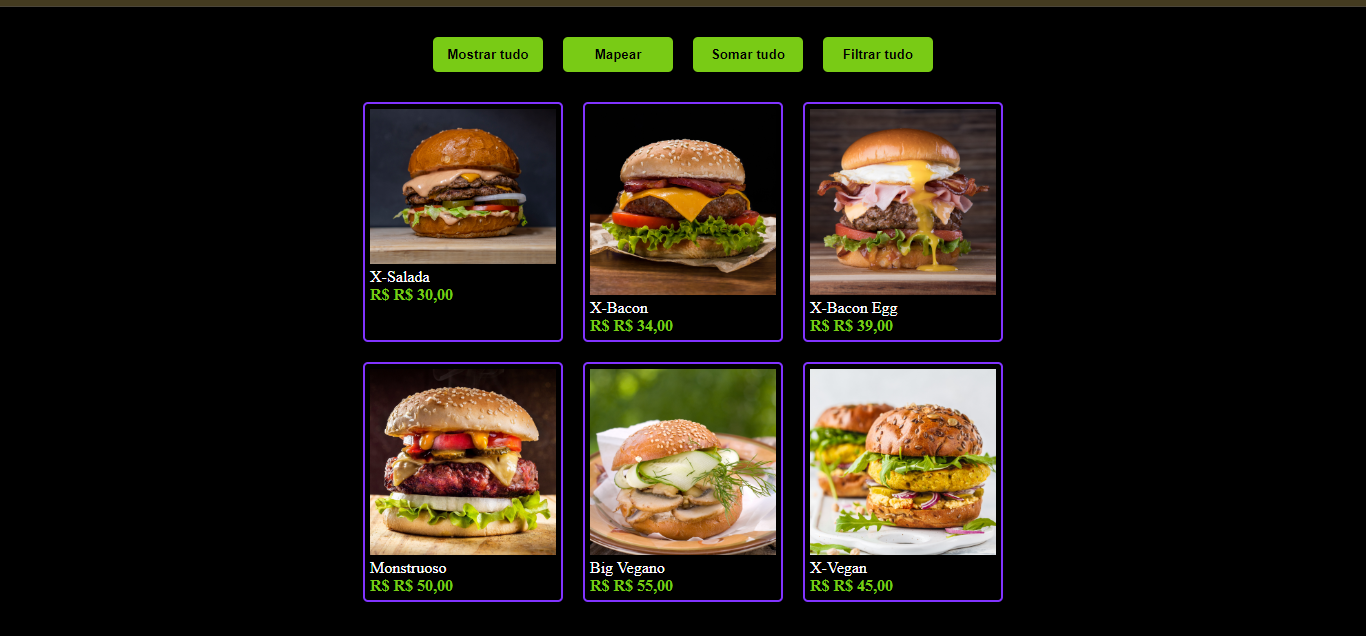 Mostrar tudo
Mapear
Somar tudo
Filtrar tudo
X-Salada
R$ R$ 30,00
X-Bacon
R$ R$ 34,00
X-Bacon Egg
R$ R$ 39,00
Monstruoso
R$ R$ 50,00
Big Vegano
R$ R$ 55,00
X-Vegan
R$ R$ 45,00